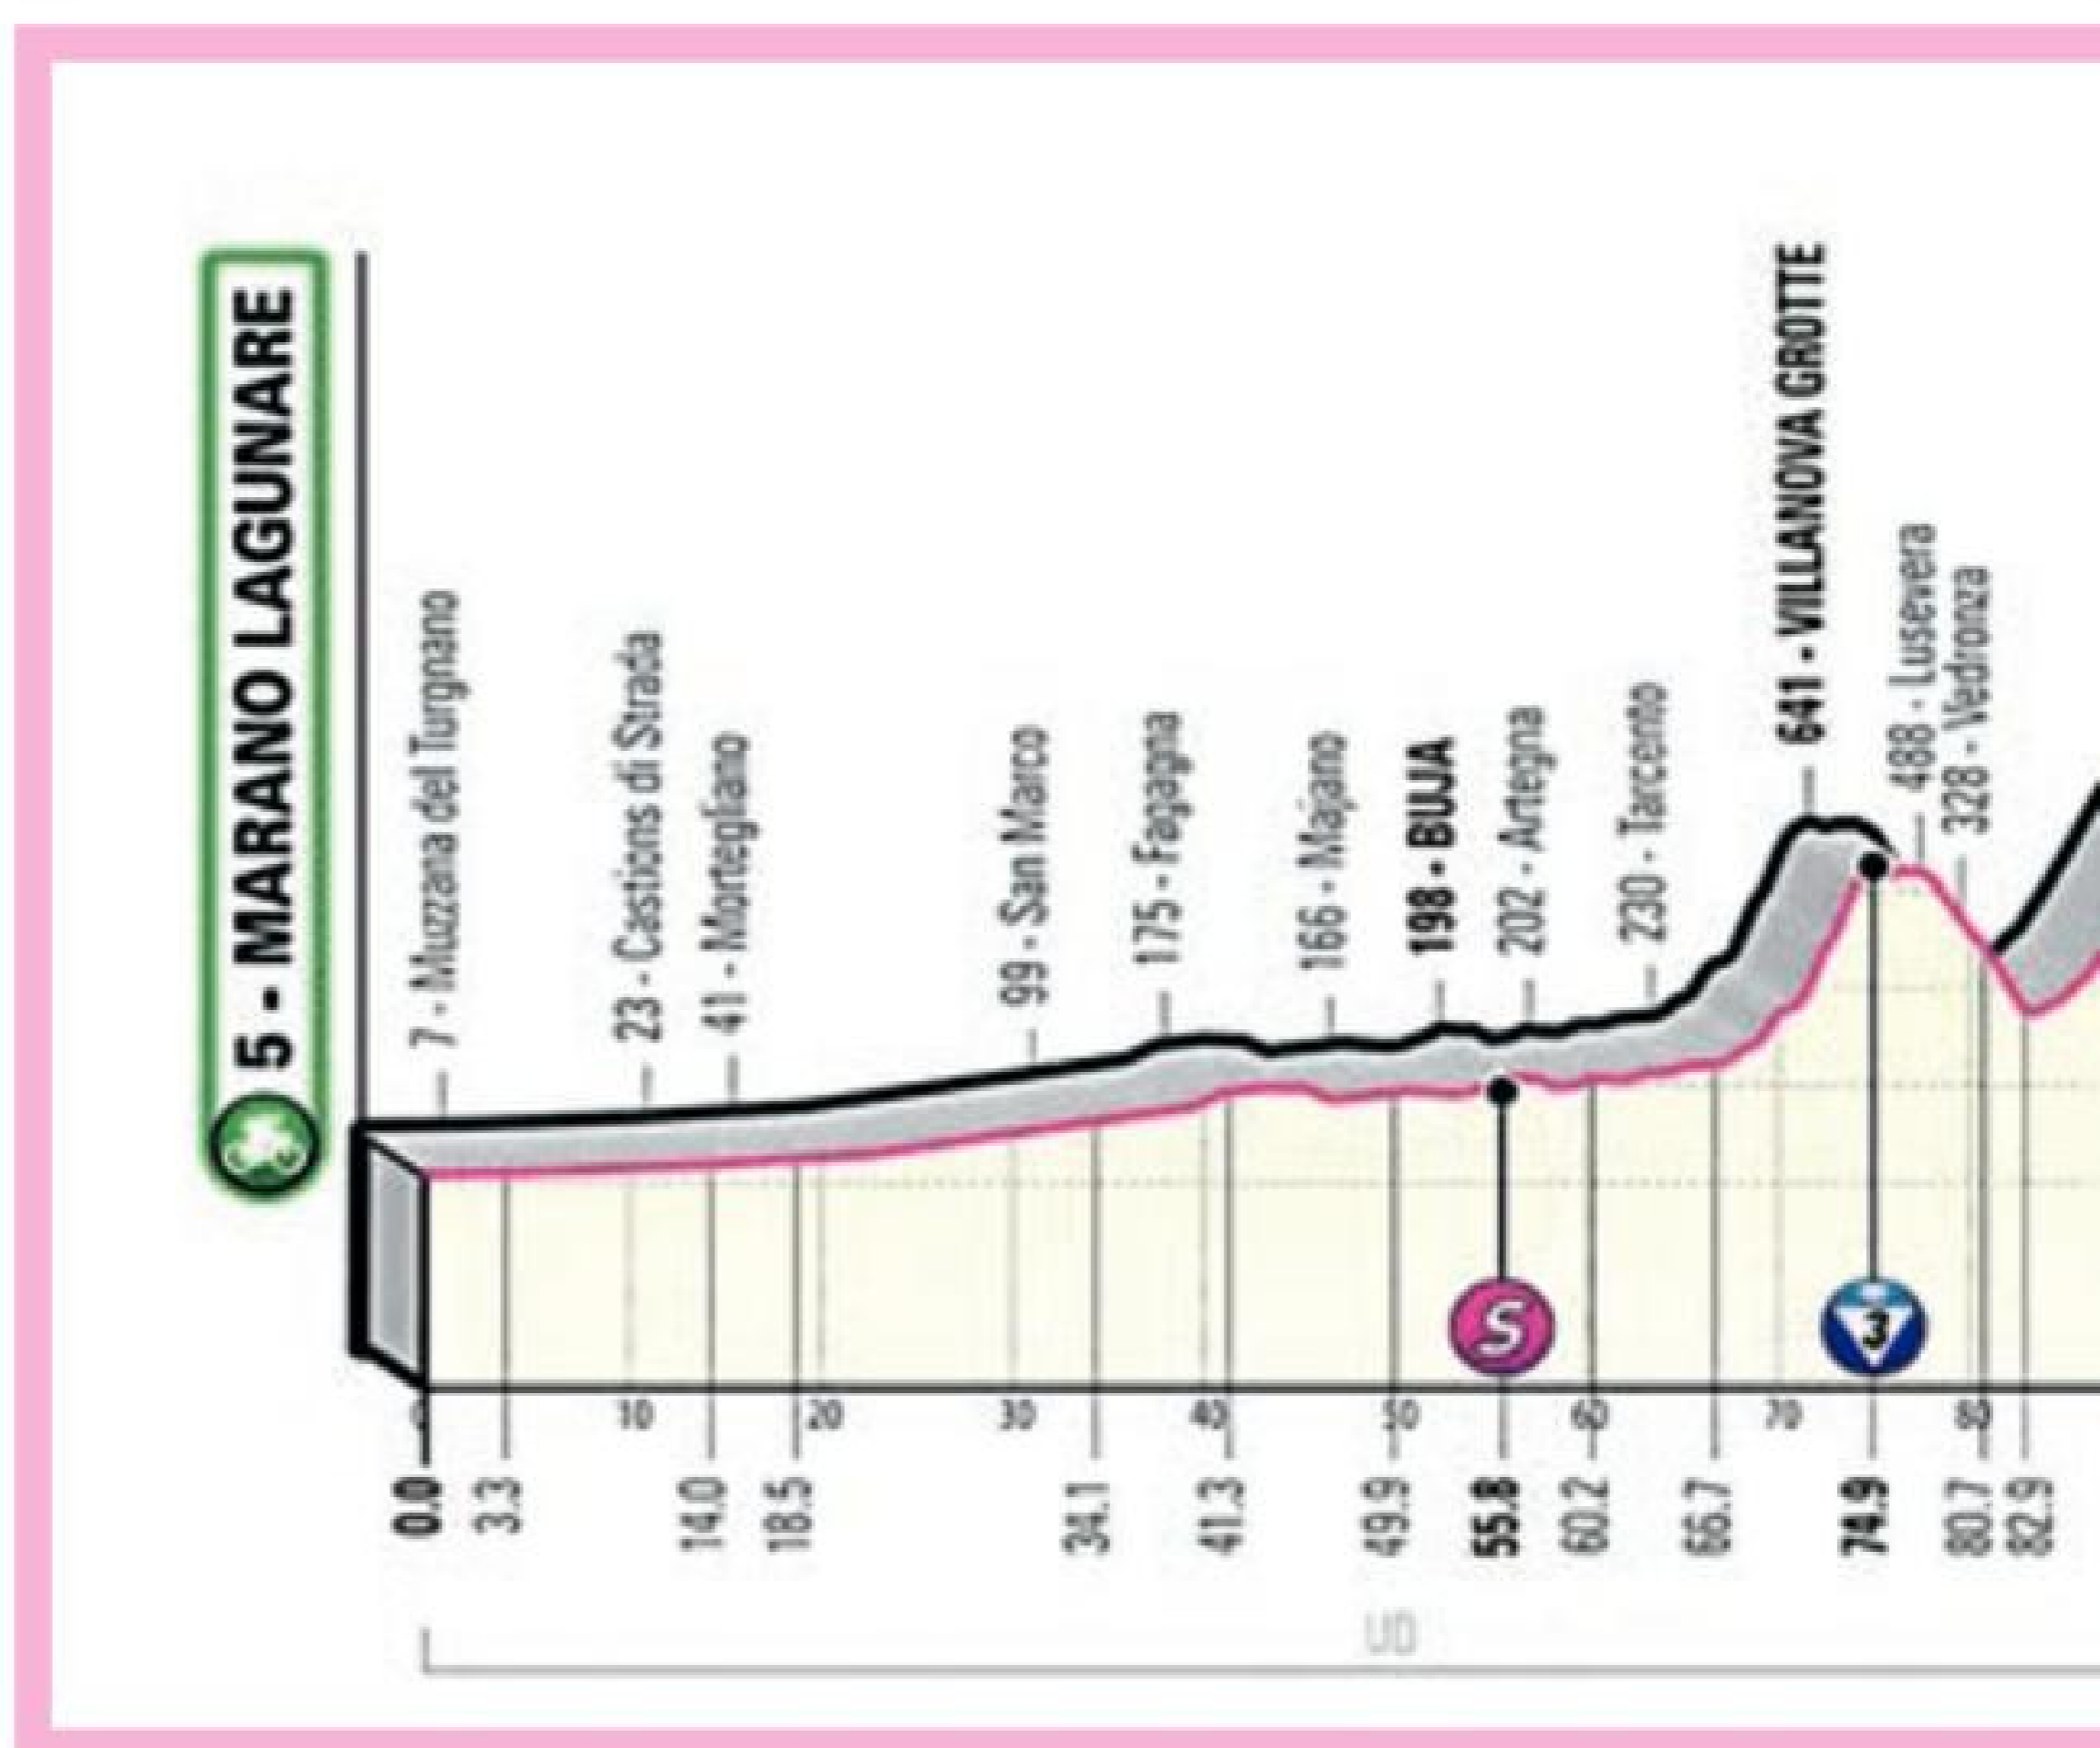 5 - MARANO LAGUNARE
7 - Muzzana del Turgnano
23 - Castions di Strada
41 - Mortegliano
99 - San Marco
175 - Fagagna
166 - Majano
198 - BUJA
202 - Artegna
230 - Tarcento
641 - VILLANOVA GROTTE
488 - Lusevera
328 - Vedronza
S
3
0
10
20
30
40
50
60
70
80
0.0
3.3
14.0
18.5
34.1
41.3
49.9
55.8
60.2
66.7
74.9
80.7
82.9
UD